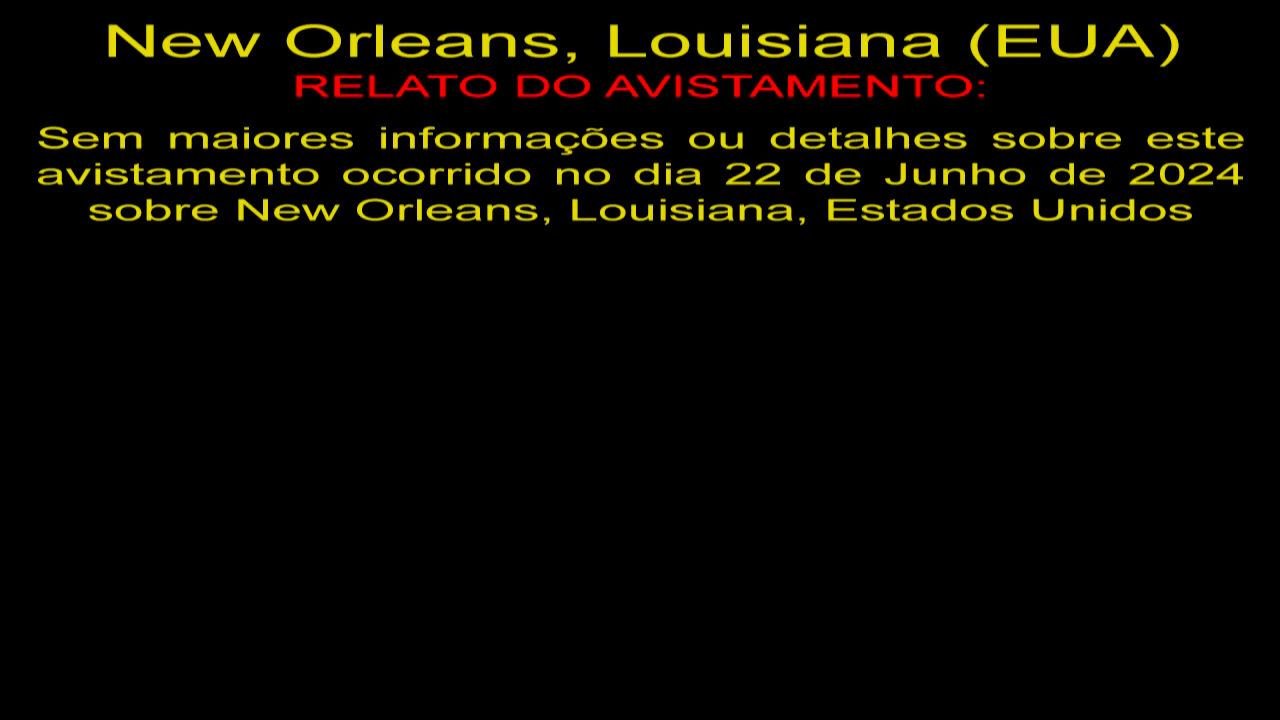 New Orleans, Louisiana (EUA)
RELATO DO AVISTAMENTO:
Sem maiores informações ou detalhes sobre este
avistamento ocorrido no dia 22 de Junho de 2024
sobre New Orleans, Louisiana, Estados Unidos